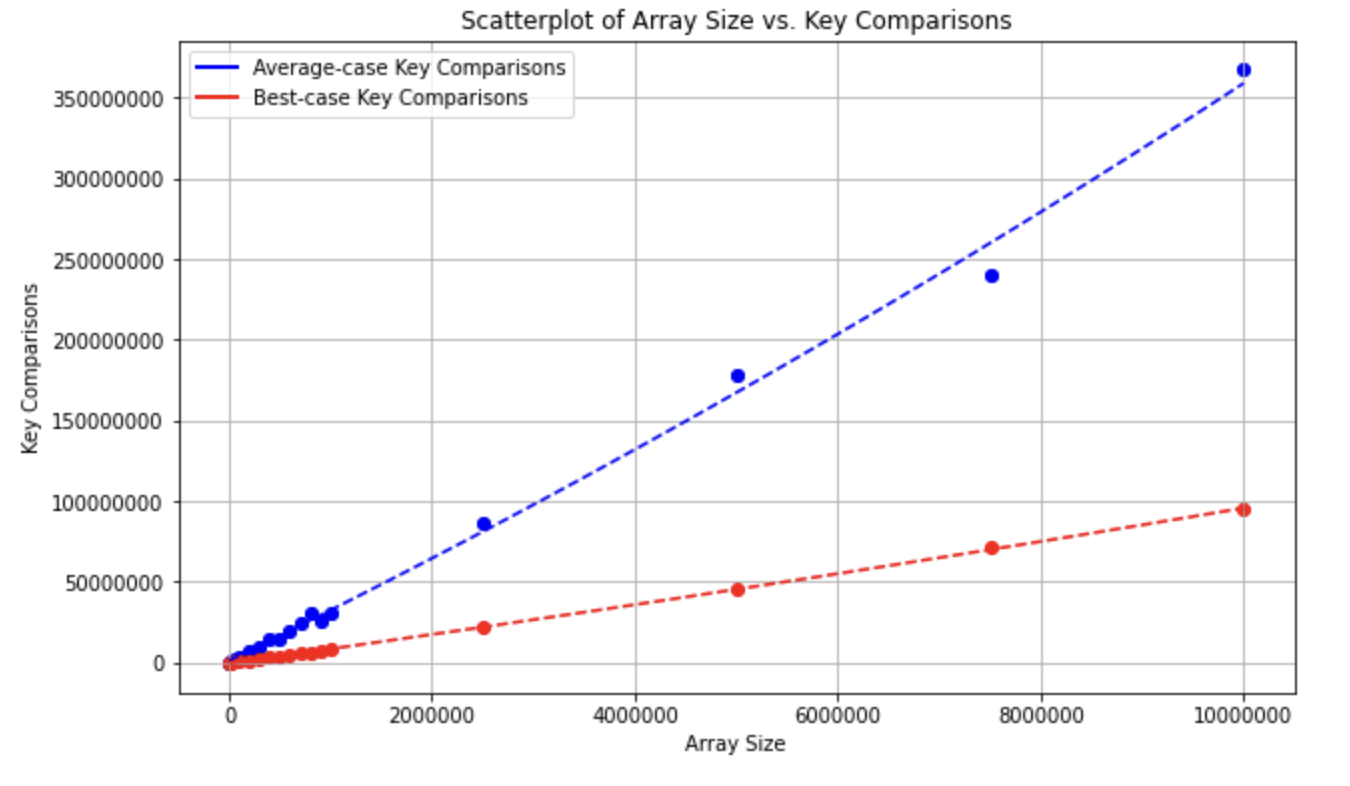 Scatterplot of Array Size vs. Key Comparisons
Average-case Key Comparisons
Best-case Key Comparisons
350000000
300000000
250000000
200000000
150000000
100000000
50000000
0
Key Comparisons
0 2000000 4000000 6000000 8000000 10000000
Array Size